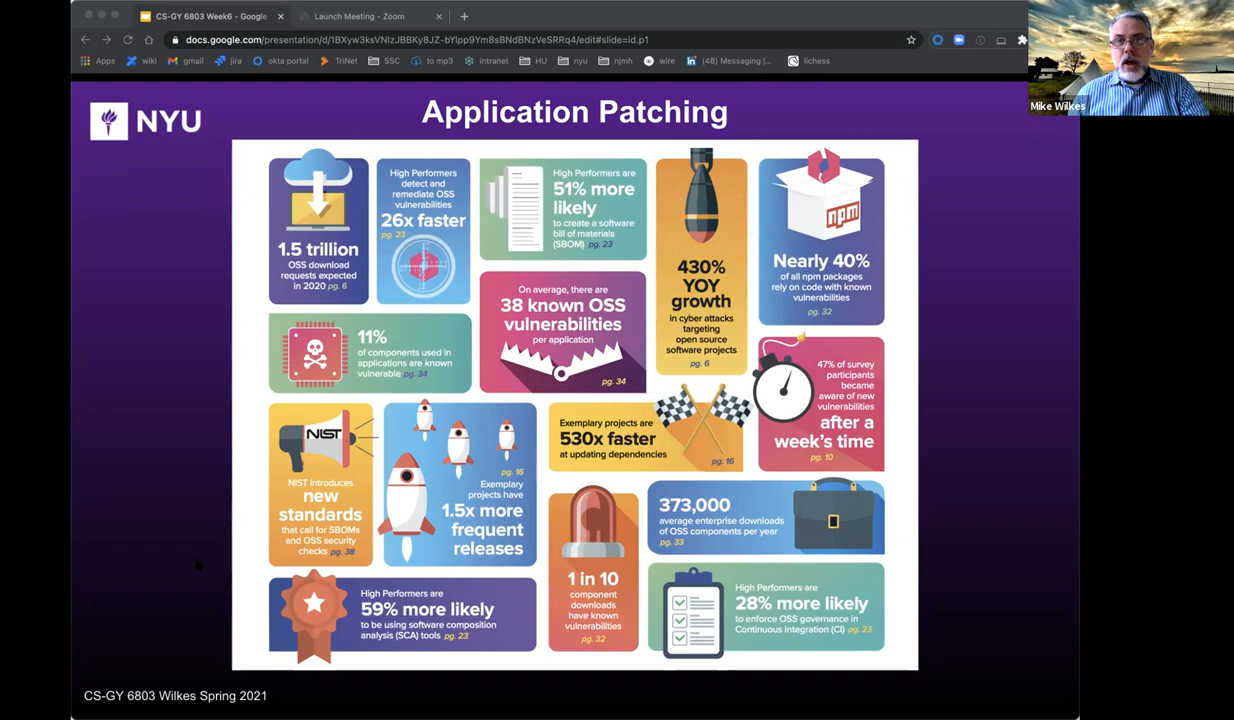 CS-GY 6803 Week6 - Google
Launch Meeting - Zoom
docs.google.com/presentation/d/
/edit#slide=id.p1
Apps
wiki
gmail
jira
okta portal
TriNet
SSC
to mp3
intranet
HU
nyu
njmh
wire
(48) Messaging |...
lichess
Mike Wilkes
NYU
Application Patching
1.5 trillion
OSS download
requests expected
in 2020 pg. 6
High Performers
detect and
remediate OSS
vulnerabilities
26x faster
pg. 23
High Performers are
51% more
likely
to create a software
bill of materials
(SBOM) pg. 23
430%
YOY
growth
in cyber attacks
targeting
open source
software projects
pg. 6
npm
Nearly 40%
of all npm packages
rely on code with known
vulnerabilities
pg. 32
11%
of components used in
applications are known
vulnerable pg. 34
On average, there are
38 known OSS
vulnerabilities
per application
pg. 34
47% of survey
participants
became
aware of new
vulnerabilities
after a
week's time
pg. 10
NIST
NIST introduces
new
standards
that call for SBOMs
and OSS security
checks pg. 38
pg. 16
Exemplary
projects have
1.5x more
frequent
releases
Exemplary projects are
530x faster
at updating dependencies
pg. 16
1 in 10
component
downloads
have known
vulnerabilities
pg. 32
373,000
average enterprise downloads
of OSS components per year
pg. 33
High Performers are
59% more likely
to be using software composition
analysis (SCA) tools pg. 23
High Performers are
28% more likely
to enforce OSS governance in
Continuous Integration (CI) pg. 23
CS-GY 6803 Wilkes Spring 2021